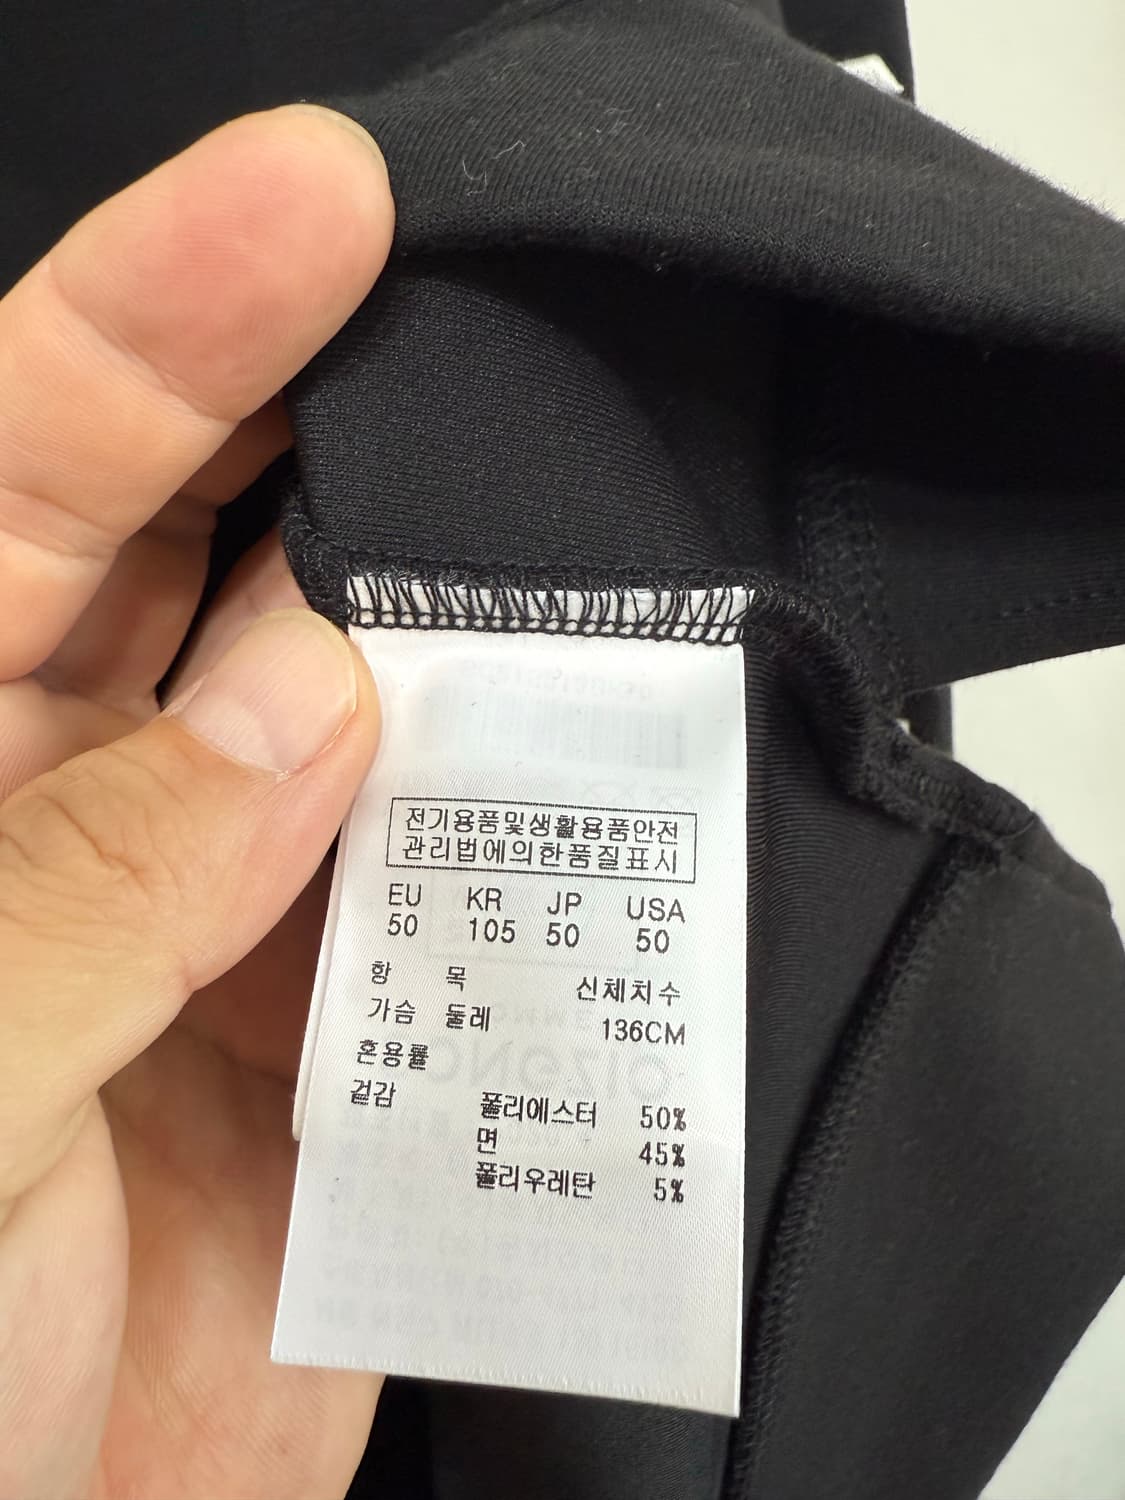 전기용품및생활용품안전
관리법에의한품질표시
EU KR JP USA
50 105 50 50
항 목 신체치수
가슴 둘레 136CM
혼용률
겉감 폴리에스터 50%
면 45%
폴리우레탄 5%